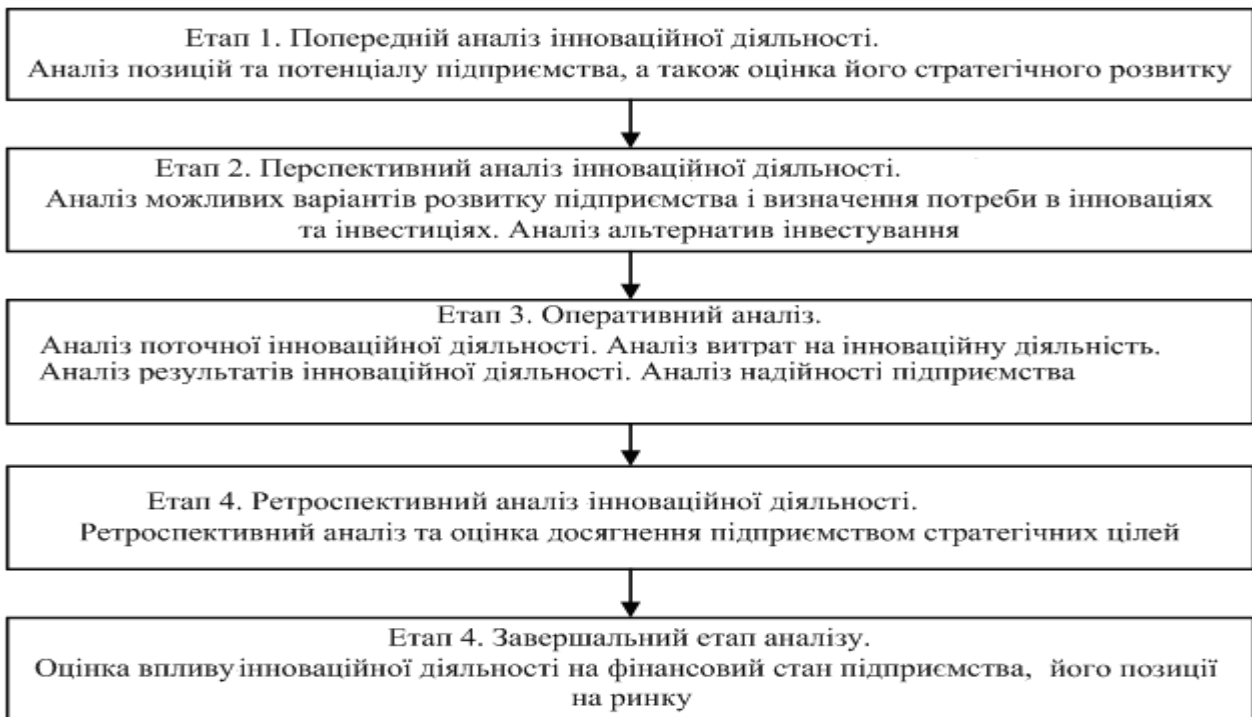 Етап 1. Попередній аналіз інноваційної діяльності.
Аналіз позицій та потенціалу підприємства, а також оцінка його стратегічного розвитку
Етап 2. Перспективний аналіз інноваційної діяльності.
Аналіз можливих варіантів розвитку підприємства і визначення потреби в інноваціях
та інвестиціях. Аналіз альтернатив інвестування
Етап 3. Оперативний аналіз.
Аналіз поточної інноваційної діяльності. Аналіз витрат на інноваційну діяльність.
Аналіз результатів інноваційної діяльності. Аналіз надійності підприємства
Етап 4. Ретроспективний аналіз інноваційної діяльності.
Ретроспективний аналіз та оцінка досягнення підприємством стратегічних цілей
Етап 4. Завершальний етап аналізу.
Оцінка впливу інноваційної діяльності на фінансовий стан підприємства, його позиції
на ринку